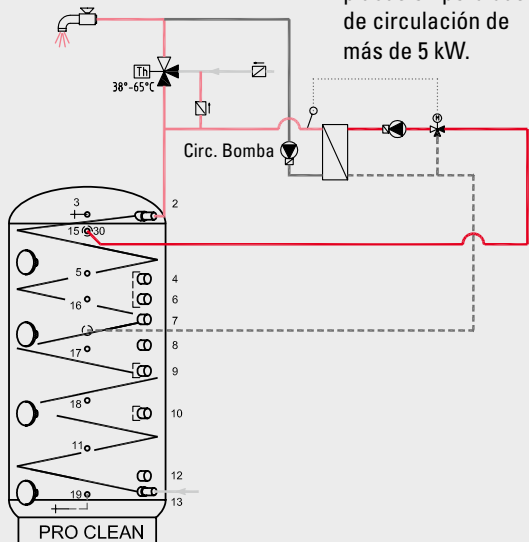 de circulación de
más de 5 kW.
Th
38°-65°C
M
Circ. Bomba
3
2
15
30
5
4
16
6
7
8
17
9
18
10
11
12
19
13
PRO CLEAN